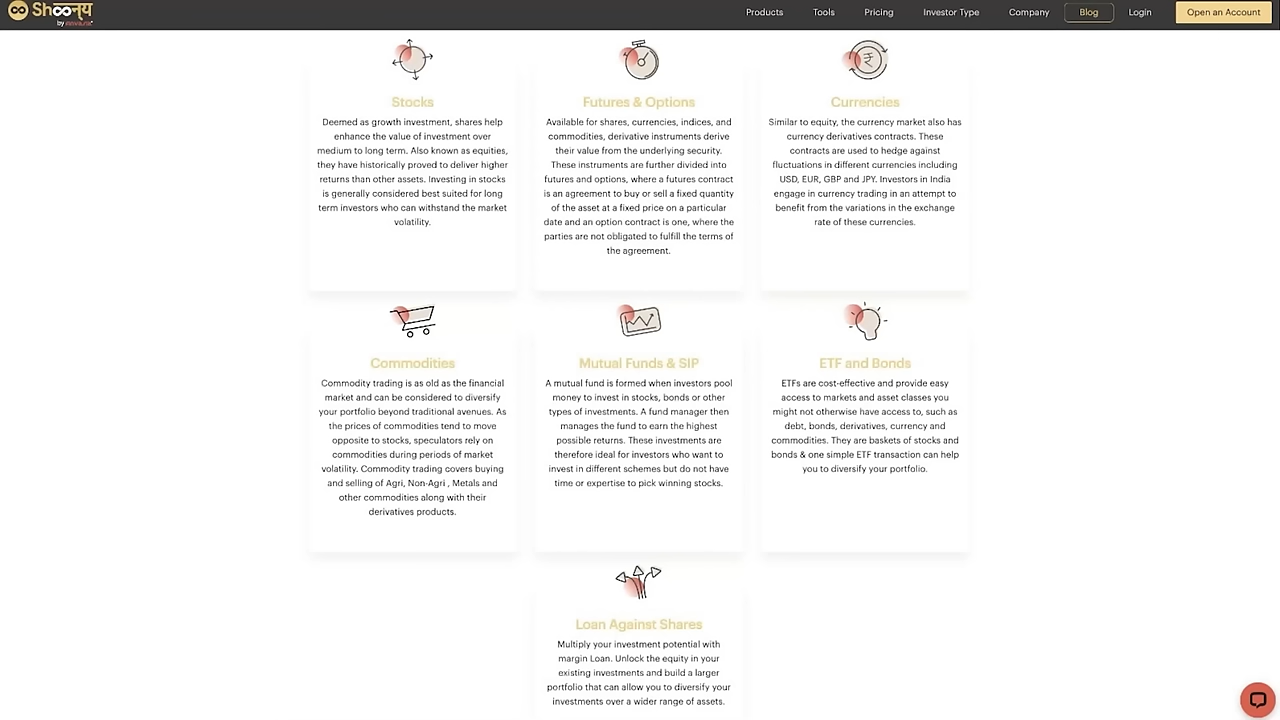 Shoonय
by FINVASIA
Products
Tools
Pricing
Investor Type
Company
Blog
Login
Open an Account
Stocks
Deemed as growth investment, shares help
enhance the value of investment over
medium to long term. Also known as equities,
they have historically proved to deliver higher
returns than other assets. Investing in stocks
is generally considered best suited for long
term investors who can withstand the market
volatility.
Futures & Options
Available for shares, currencies, indices, and
commodities, derivative instruments derive
their value from the underlying security.
These instruments are further divided into
futures and options, where a futures contract
is an agreement to buy or sell a fixed quantity
of the asset at a fixed price on a particular
date and an option contract is one, where the
parties are not obligated to fulfill the terms of
the agreement.
Currencies
Similar to equity, the currency market also has
currency derivatives contracts. These
contracts are used to hedge against
fluctuations in different currencies including
USD, EUR, GBP and JPY. Investors in India
engage in currency trading in an attempt to
benefit from the variations in the exchange
rate of these currencies.
Commodities
Commodity trading is as old as the financial
market and can be considered to diversify
your portfolio beyond traditional avenues. As
the prices of commodities tend to move
opposite to stocks, speculators rely on
commodities during periods of market
volatility. Commodity trading covers buying
and selling of Agri, Non-Agri , Metals and
other commodities along with their
derivatives products.
Mutual Funds & SIP
A mutual fund is formed when investors pool
money to invest in stocks, bonds or other
types of investments. A fund manager then
manages the fund to earn the highest
possible returns. These investments are
therefore ideal for investors who want to
invest in different schemes but do not have
time or expertise to pick winning stocks.
ETF and Bonds
ETFs are cost-effective and provide easy
access to markets and asset classes you
might not otherwise have access to, such as
debt, bonds, derivatives, currency and
commodities. They are baskets of stocks and
bonds & one simple ETF transaction can help
you to diversify your portfolio.
Loan Against Shares
Multiply your investment potential with
margin Loan. Unlock the equity in your
existing investments and build a larger
portfolio that can allow you to diversify your
investments over a wider range of assets.